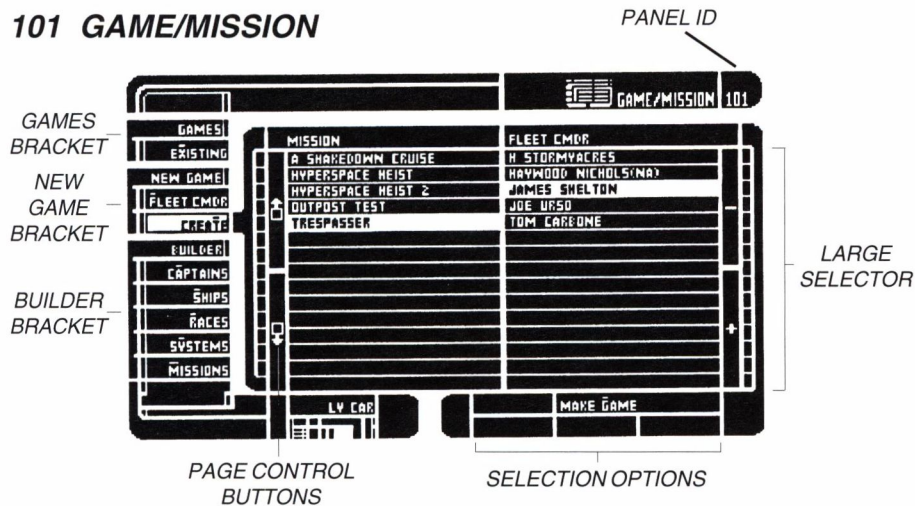 101 GAME/MISSION
PANEL ID
GAME/MISSION 101
GAMES BRACKET
NEW GAME BRACKET
BUILDER BRACKET
GAMES
EXISTING
NEW GAME
FLEET CMDR
CREATE
BUILDER
CAPTAINS
SHIPS
RACES
SYSTEMS
MISSIONS
MISSION FLEET CMDR
A SHAKEDOWN CRUISE H STORMYACRES
HYPERSPACE HEIST HAYWOOD NICHOLS(NA)
HYPERSPACE HEIST 2 JAMES SHELTON
OUTPOST TEST JOE URSO
TRESPASSER TOM CARBONE
-
+
LARGE SELECTOR
LY CAR
MAKE GAME
PAGE CONTROL BUTTONS
SELECTION OPTIONS